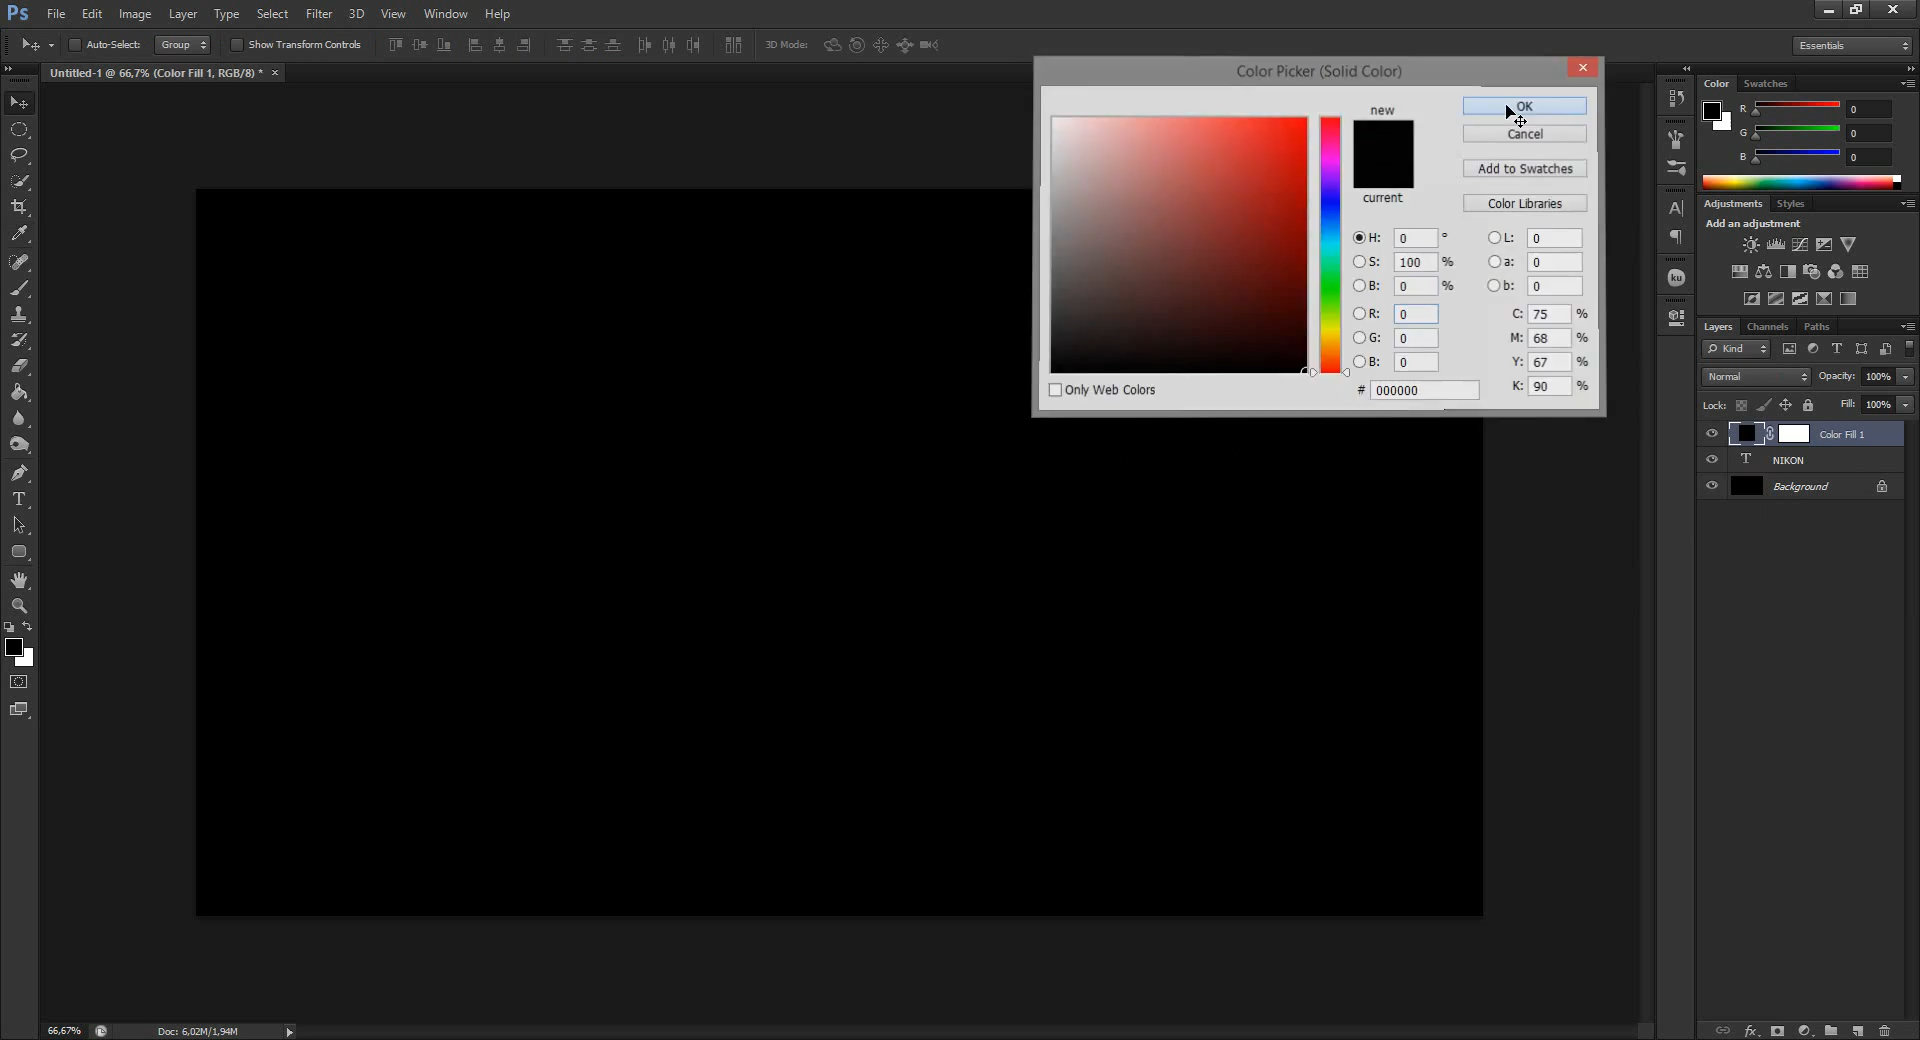 Ps File Edit Image Layer Type Select Filter 3D View Window Help
Auto-Select: Group Show Transform Controls 3D Mode: Essentials
Untitled-1 @ 66,7% (Color Fill 1, RGB/8) * ×
Color Picker (Solid Color)
new
current
OK
Cancel
Add to Swatches
Color Libraries
H: 0 °
S: 100 %
B: 0 %
R: 0
G: 0
B: 0
L: 0
a: 0
b: 0
C: 75 %
M: 68 %
Y: 67 %
K: 90 %
Only Web Colors
# 000000
Color Swatches
R 0
G 0
B 0
Adjustments Styles
Add an adjustment
A|
¶
ku
Layers Channels Paths
Kind T
Normal Opacity: 100%
Lock: Fill: 100%
Color Fill 1
T NIKON
Background
T
fx
66,67% Doc: 6,02M/1,94M